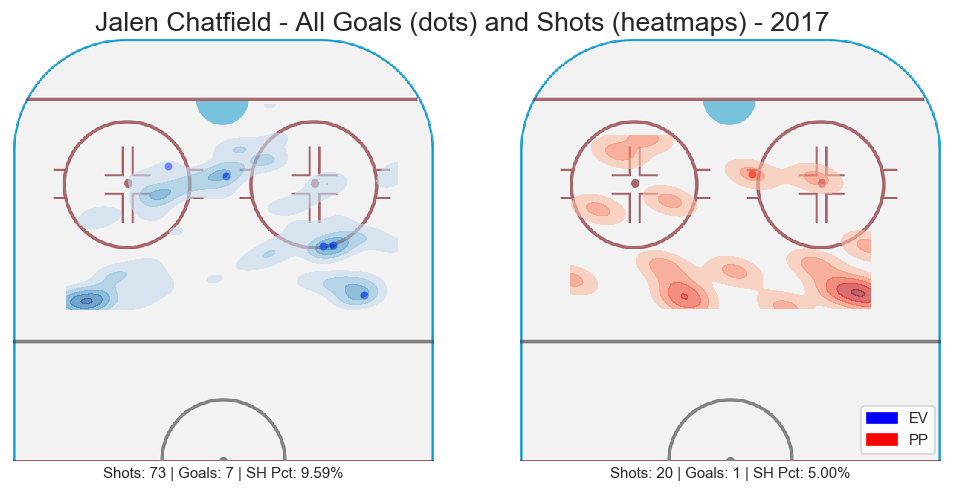 Jalen Chatfield - All Goals (dots) and Shots (heatmaps) - 2017
EV
PP
Shots: 73 | Goals: 7 | SH Pct: 9.59%
Shots: 20 | Goals: 1 | SH Pct: 5.00%